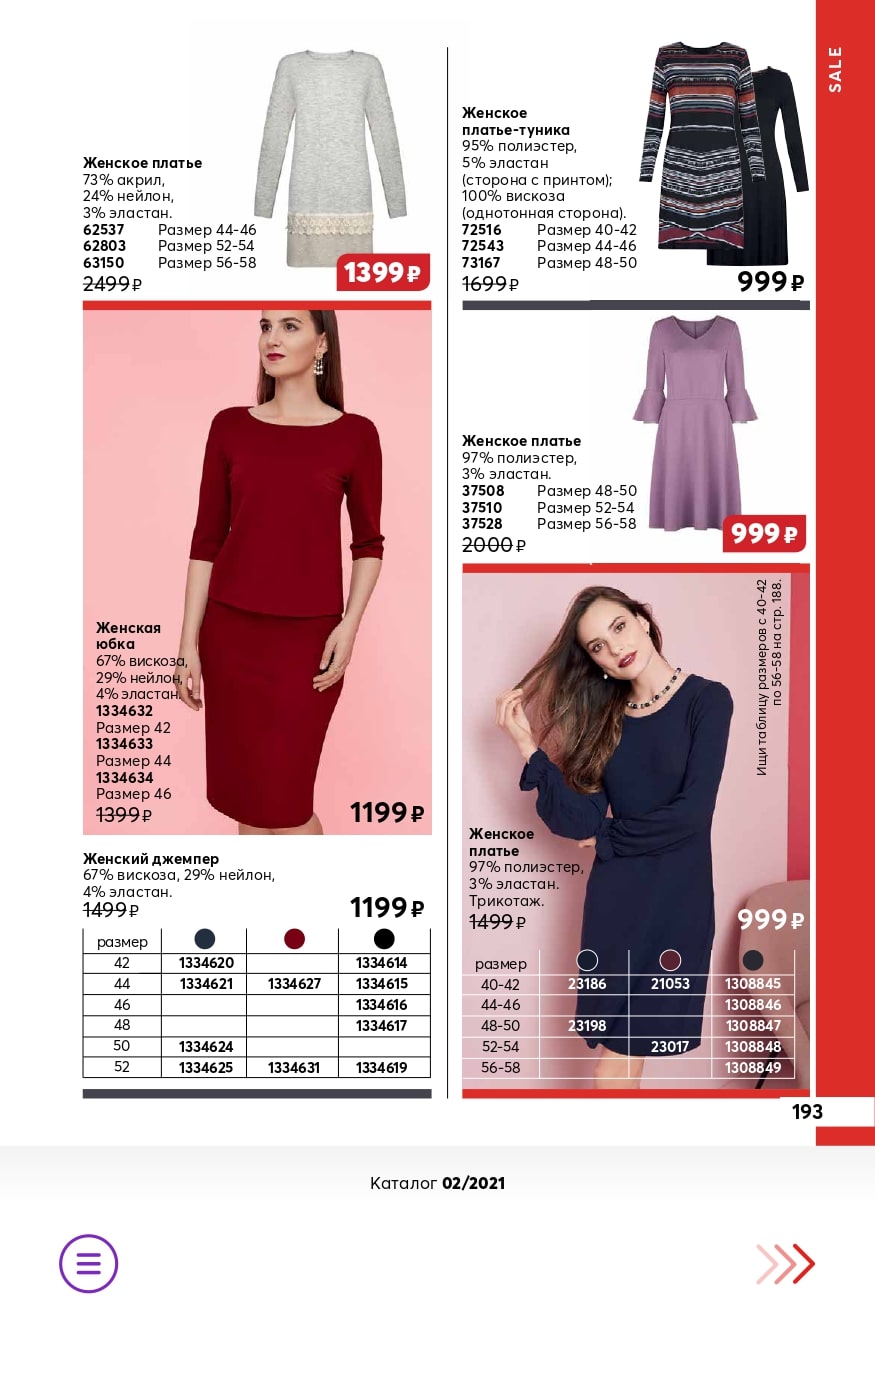 SALE
Женское платье
73% акрил,
24% нейлон,
3% эластан.
62537 Размер 44-46
62803 Размер 52-54
63150 Размер 56-58
2499 ₽
1399 ₽
Женское
платье-туника
95% полиэстер,
5% эластан
(сторона с принтом);
100% вискоза
(однотонная сторона).
72516 Размер 40-42
72543 Размер 44-46
73167 Размер 48-50
1699 ₽
999 ₽
Женская
юбка
67% вискоза,
29% нейлон,
4% эластан.
1334632
Размер 42
1334633
Размер 44
1334634
Размер 46
1399 ₽
1199 ₽
Женский джемпер
67% вискоза, 29% нейлон,
4% эластан.
1499 ₽
1199 ₽
размер
42 1334620 1334614
44 1334621 1334627 1334615
46 1334616
48 1334617
50 1334624
52 1334625 1334631 1334619
Женское платье
97% полиэстер,
3% эластан.
37508 Размер 48-50
37510 Размер 52-54
37528 Размер 56-58
2000 ₽
999 ₽
Ищи таблицу размеров с 40-42
по 56-58 на стр. 188.
Женское
платье
97% полиэстер,
3% эластан.
Трикотаж.
1499 ₽
999 ₽
размер
40-42 23186 21053 1308845
44-46 1308846
48-50 23198 1308847
52-54 23017 1308848
56-58 1308849
193
Каталог 02/2021